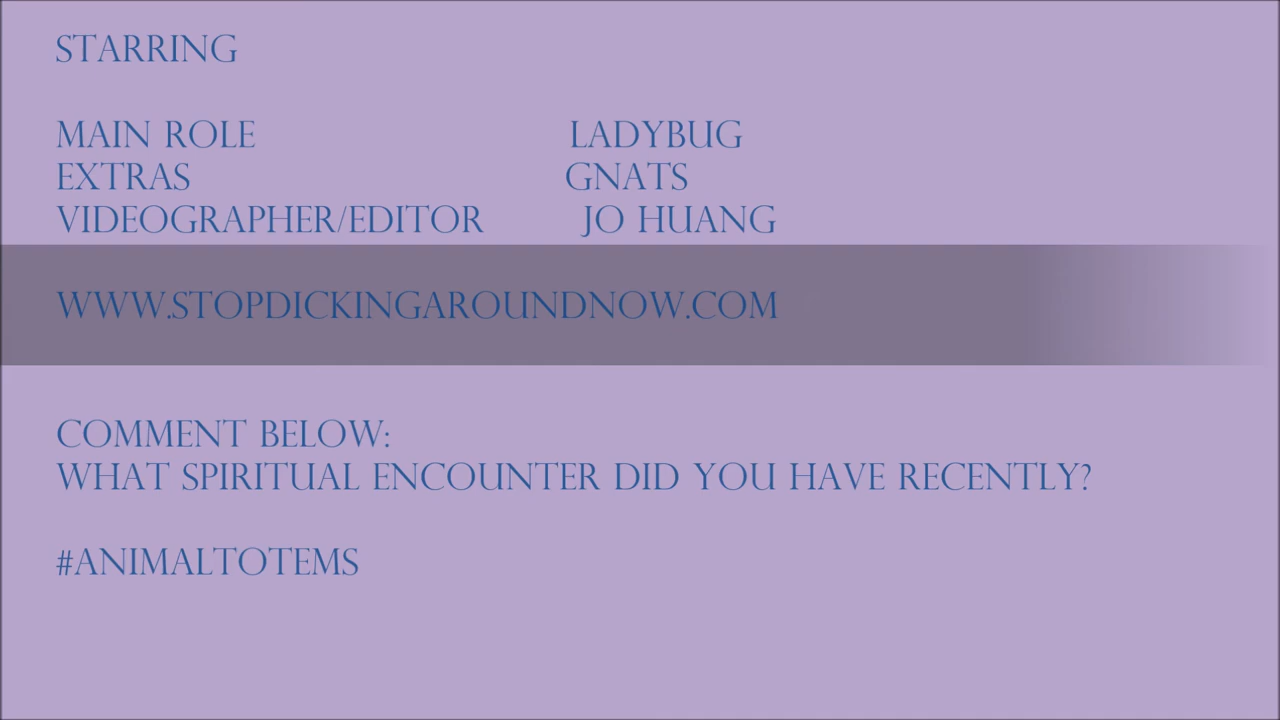 STARRING
MAIN ROLE LADYBUG
EXTRAS GNATS
VIDEOGRAPHER/EDITOR JO HUANG
WWW.STOPDICKINGAROUNDNOW.COM
COMMENT BELOW:
WHAT SPIRITUAL ENCOUNTER DID YOU HAVE RECENTLY?
#ANIMALTOTEMS